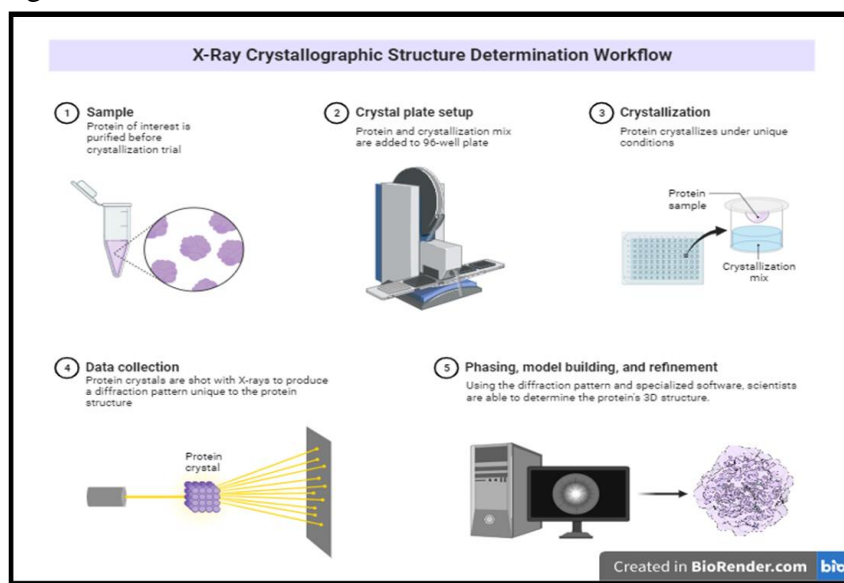 X-Ray Crystallographic Structure Determination Workflow
1 Sample
Protein of interest is
purified before
crystallization trial
2 Crystal plate setup
Protein and crystallization mix
are added to 96-well plate
3 Crystallization
Protein crystallizes under unique
conditions
Protein
sample
Crystallization
mix
4 Data collection
Protein crystals are shot with X-rays to produce
a diffraction pattern unique to the protein
structure
Protein
crystal
5 Phasing, model building, and refinement
Using the diffraction pattern and specialized software, scientists
are able to determine the protein's 3D structure.
Created in BioRender.com bio